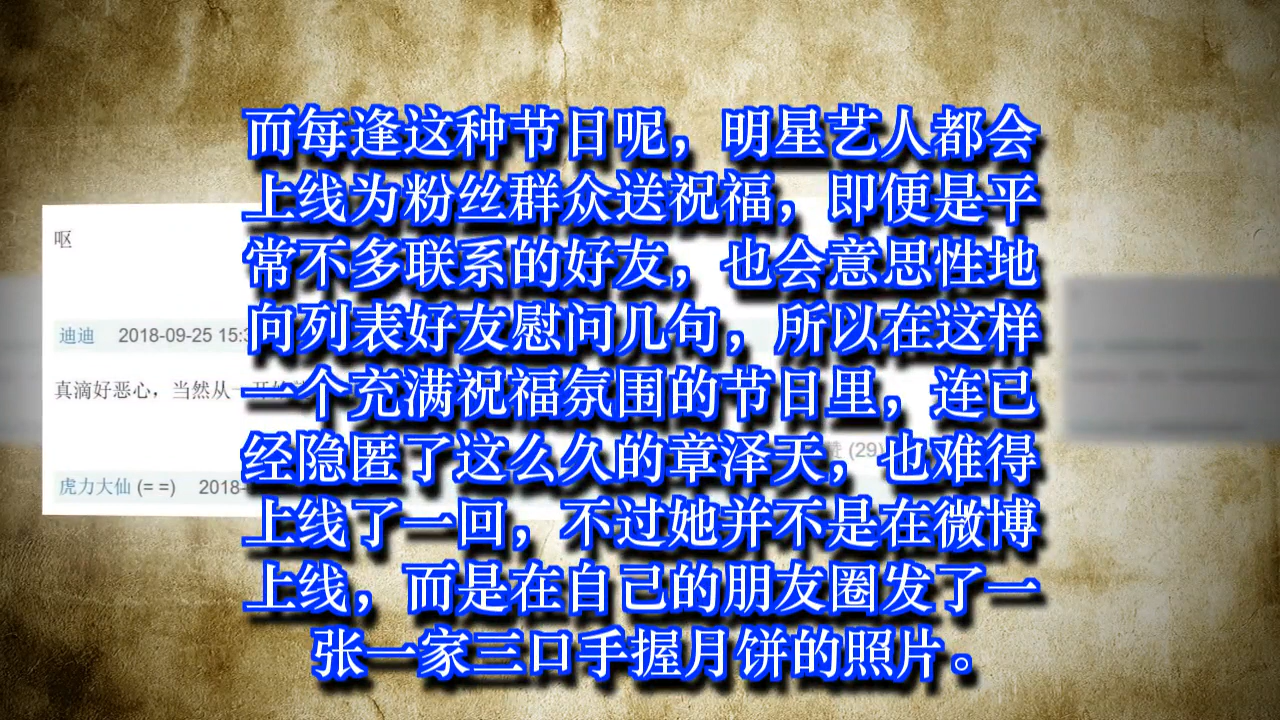 而每逢这种节日呢，明星艺人都会
上线为粉丝群众送祝福，即便是平
常不多联系的好友，也会意思性地
向列表好友慰问几句，所以在这样
一个充满祝福氛围的节日里，连已
经隐匿了这么久的章泽天，也难得
上线了一回，不过她并不是在微博
上线，而是在自己的朋友圈发了一
张一家三口手握月饼的照片。
呕
迪迪 2018-09-25 15:3
真滴好恶心，当然从一开始
赞 (29)
虎力大仙 (= =) 2018-